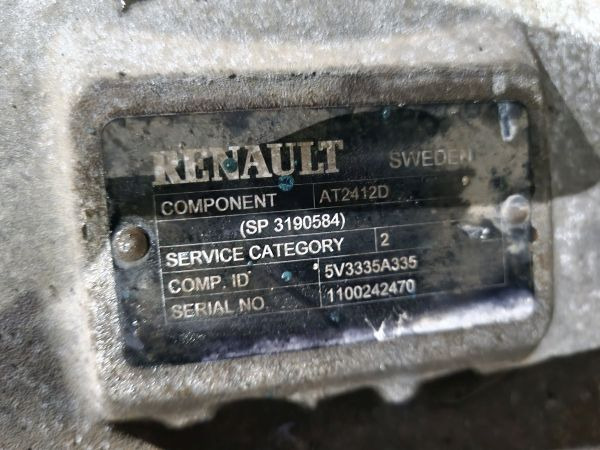 RENAULT SWEDEN
COMPONENT AT2412D
(SP 3190584)
SERVICE CATEGORY 2
COMP. ID 5V3335A335
SERIAL NO. 1100242470